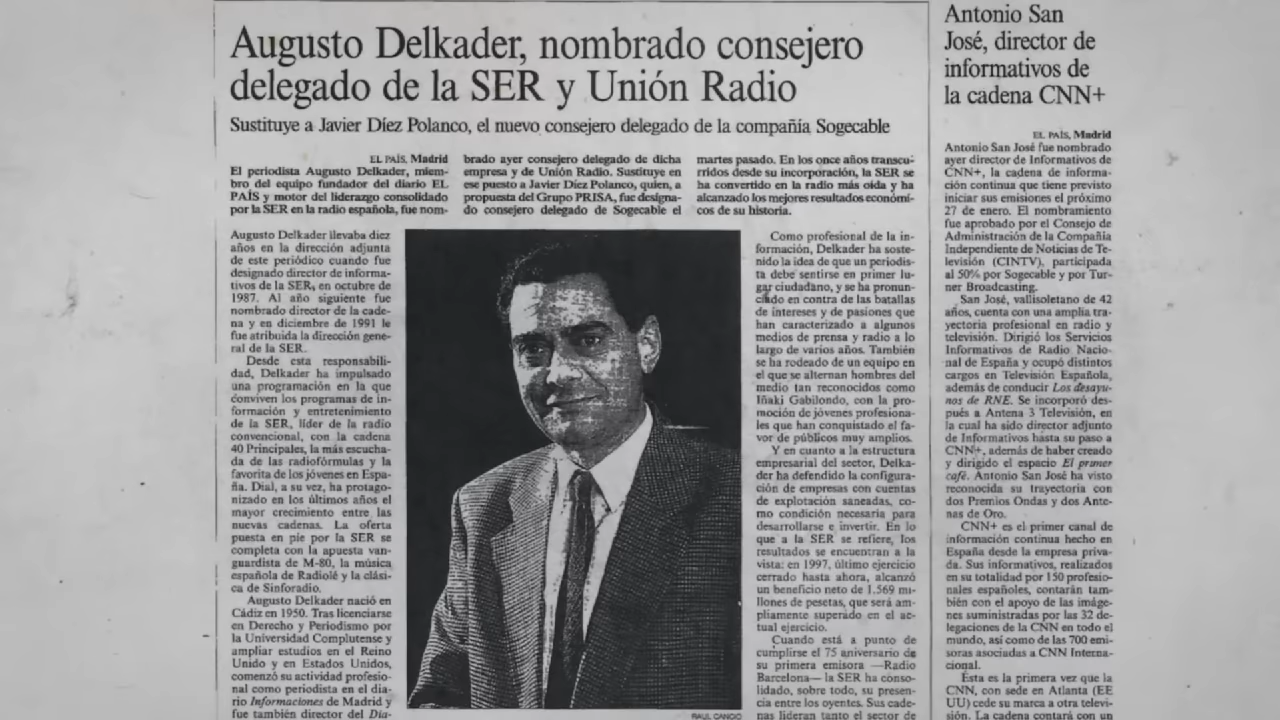 Augusto Delkader, nombrado consejero
delegado de la SER y Unión Radio
Sustituye a Javier Díez Polanco, el nuevo consejero delegado de la compañía Sogecable
EL PAÍS, Madrid
El periodista Augusto Delkader, miem-
bro del equipo fundador del diario EL
PAÍS y motor del liderazgo consolidado
por la SER en la radio española, fue nom-
brado ayer consejero delegado de dicha
empresa y de Unión Radio. Sustituye en
ese puesto a Javier Díez Polanco, quien, a
propuesta del Grupo PRISA, fue designa-
do consejero delegado de Sogecable el
martes pasado. En los once años transcu-
rridos desde su incorporación, la SER se
ha convertido en la radio más oída y ha
alcanzado los mejores resultados económi-
cos de su historia.
Augusto Delkader llevaba diez
años en la dirección adjunta
de este periódico cuando fue
designado director de informa-
tivos de la SER, en octubre de
1987. Al año siguiente fue
nombrado director de la cade-
na y en diciembre de 1991 le
fue atribuida la dirección gene-
ral de la SER.
Desde esta responsabili-
dad, Delkader ha impulsado
una programación en la que
conviven los programas de in-
formación y entretenimiento
de la SER, líder de la radio
convencional, con la cadena
40 Principales, la más escucha-
da de las radiofórmulas y la
favorita de los jóvenes en Espa-
ña. Dial, a su vez, ha protago-
nizado en los últimos años el
mayor crecimiento entre las
nuevas cadenas. La oferta
puesta en pie por la SER se
completa con la apuesta van-
guardista de M-80, la música
española de Radiolé y la clási-
ca de Sinforadio.
Augusto Delkader nació en
Cádiz en 1950. Tras licenciarse
en Derecho y Periodismo por
la Universidad Complutense y
ampliar estudios en el Reino
Unido y en Estados Unidos,
comenzó su actividad profesio-
nal como periodista en el dia-
rio Informaciones de Madrid y
fue también director del Dia-
RAUL CANCIO
Como profesional de la in-
formación, Delkader ha soste-
nido la idea de que un periodis-
ta debe sentirse en primer lu-
gar ciudadano, y se ha pronun-
ciado en contra de las batallas
de intereses y de pasiones que
han caracterizado a algunos
medios de prensa y radio a lo
largo de varios años. También
se ha rodeado de un equipo en
el que se alternan hombres del
medio tan reconocidos como
Iñaki Gabilondo, con la pro-
moción de jóvenes profesiona-
les que han conquistado el fa-
vor de públicos muy amplios.
Y en cuanto a la estructura
empresarial del sector, Delka-
der ha defendido la configura-
ción de empresas con cuentas
de explotación saneadas, co-
mo condición necesaria para
desarrollarse e invertir. En lo
que a la SER se refiere, los
resultados se encuentran a la
vista: en 1997, último ejercicio
cerrado hasta ahora, alcanzó
un beneficio neto de 1.569 mi-
llones de pesetas, que será am-
pliamente superado en el ac-
tual ejercicio.
Cuando está a punto de
cumplirse el 75 aniversario de
su primera emisora —Radio
Barcelona— la SER ha conso-
lidado, sobre todo, su presen-
cia entre los oyentes. Sus cade-
nas lideran tanto el sector de
Antonio San
José, director de
informativos de
la cadena CNN+
EL PAÍS, Madrid
Antonio San José fue nombrado
ayer director de Informativos de
CNN+, la cadena de informa-
ción continua que tiene previsto
iniciar sus emisiones el próximo
27 de enero. El nombramiento
fue aprobado por el Consejo de
Administración de la Compañía
Independiente de Noticias de Te-
levisión (CINTV), participada
al 50% por Sogecable y por Tur-
ner Broadcasting.
San José, vallisoletano de 42
años, cuenta con una amplia tra-
yectoria profesional en radio y
televisión. Dirigió los Servicios
Informativos de Radio Nacio-
nal de España y ocupó distintos
cargos en Televisión Española,
además de conducir Los desayu-
nos de RNE. Se incorporó des-
pués a Antena 3 Televisión, en
la cual ha sido director adjunto
de Informativos hasta su paso a
CNN+, además de haber creado
y dirigido el espacio El primer
café. Antonio San José ha visto
reconocida su trayectoria con
dos Premios Ondas y dos Ante-
nas de Oro.
CNN+ es el primer canal de
información continua hecho en
España desde la empresa priva-
da. Sus informativos, realizados
en su totalidad por 150 profesio-
nales españoles, contarán tam-
bién con el apoyo de las imáge-
nes suministradas por las 32 de-
legaciones de la CNN en todo el
mundo, así como de las 700 emi-
soras asociadas a CNN Interna-
cional.
Ésta es la primera vez que la
CNN, con sede en Atlanta (EE
UU) cede su marca a otra televi-
sión. La cadena contará con un